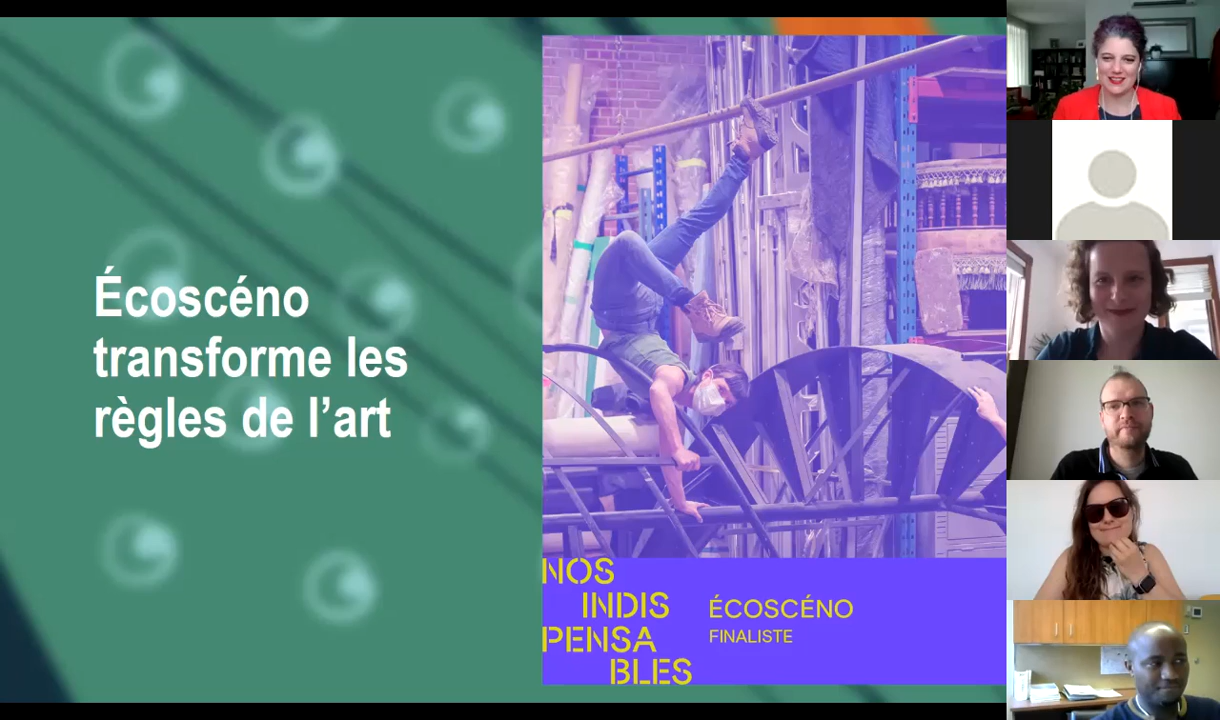 Écoscéno
transforme les
règles de l'art
NOS
INDIS
PENSA
BLES
ÉCOSCÉNO
FINALISTE